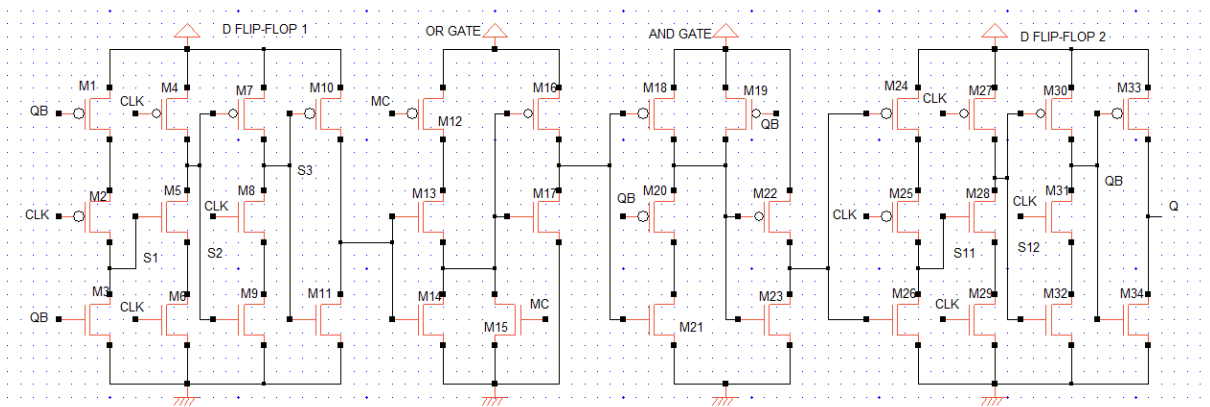 D FLIP-FLOP 1
OR GATE
AND GATE
D FLIP-FLOP 2
M1
M4
M7
M10
M16
M18
M19
M24
M27
M30
M33
QB
CLK
MC
M12
QB
CLK
M2
M5
M8
S3
M13
M17
M20
M22
M25
M28
M31
QB
CLK
CLK
QB
CLK
CLK
Q
S1
S2
S11
S12
M3
M6
M9
M11
M14
MC
M23
M26
M29
M32
M34
QB
CLK
M15
M21
CLK